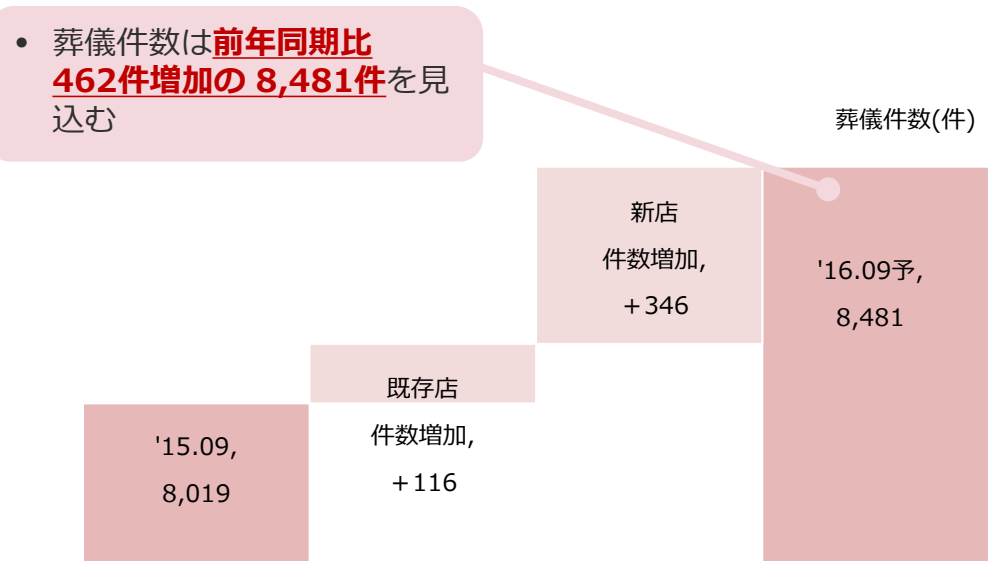 • 葬儀件数は前年同期比
462件増加の 8,481件を見
込む
葬儀件数(件)
新店
件数増加,
＋346
'16.09予,
8,481
既存店
件数増加,
＋116
'15.09,
8,019